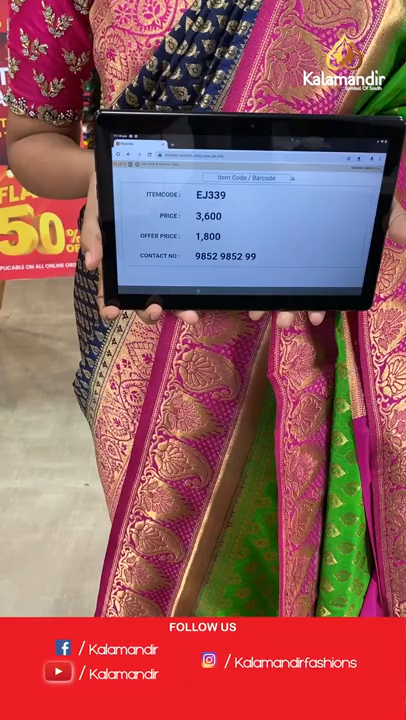 Kalamandir
Symbol Of South
FLA
50%
PLICABLE ON ALL ONLINE ORD
Item Code / Barcode
ITEMCODE : EJ339
PRICE : 3,600
OFFER PRICE : 1,800
CONTACT NO : 9852 9852 99
FOLLOW US
/ Kalamandir
/ Kalamandir
/ Kalamandirfashions